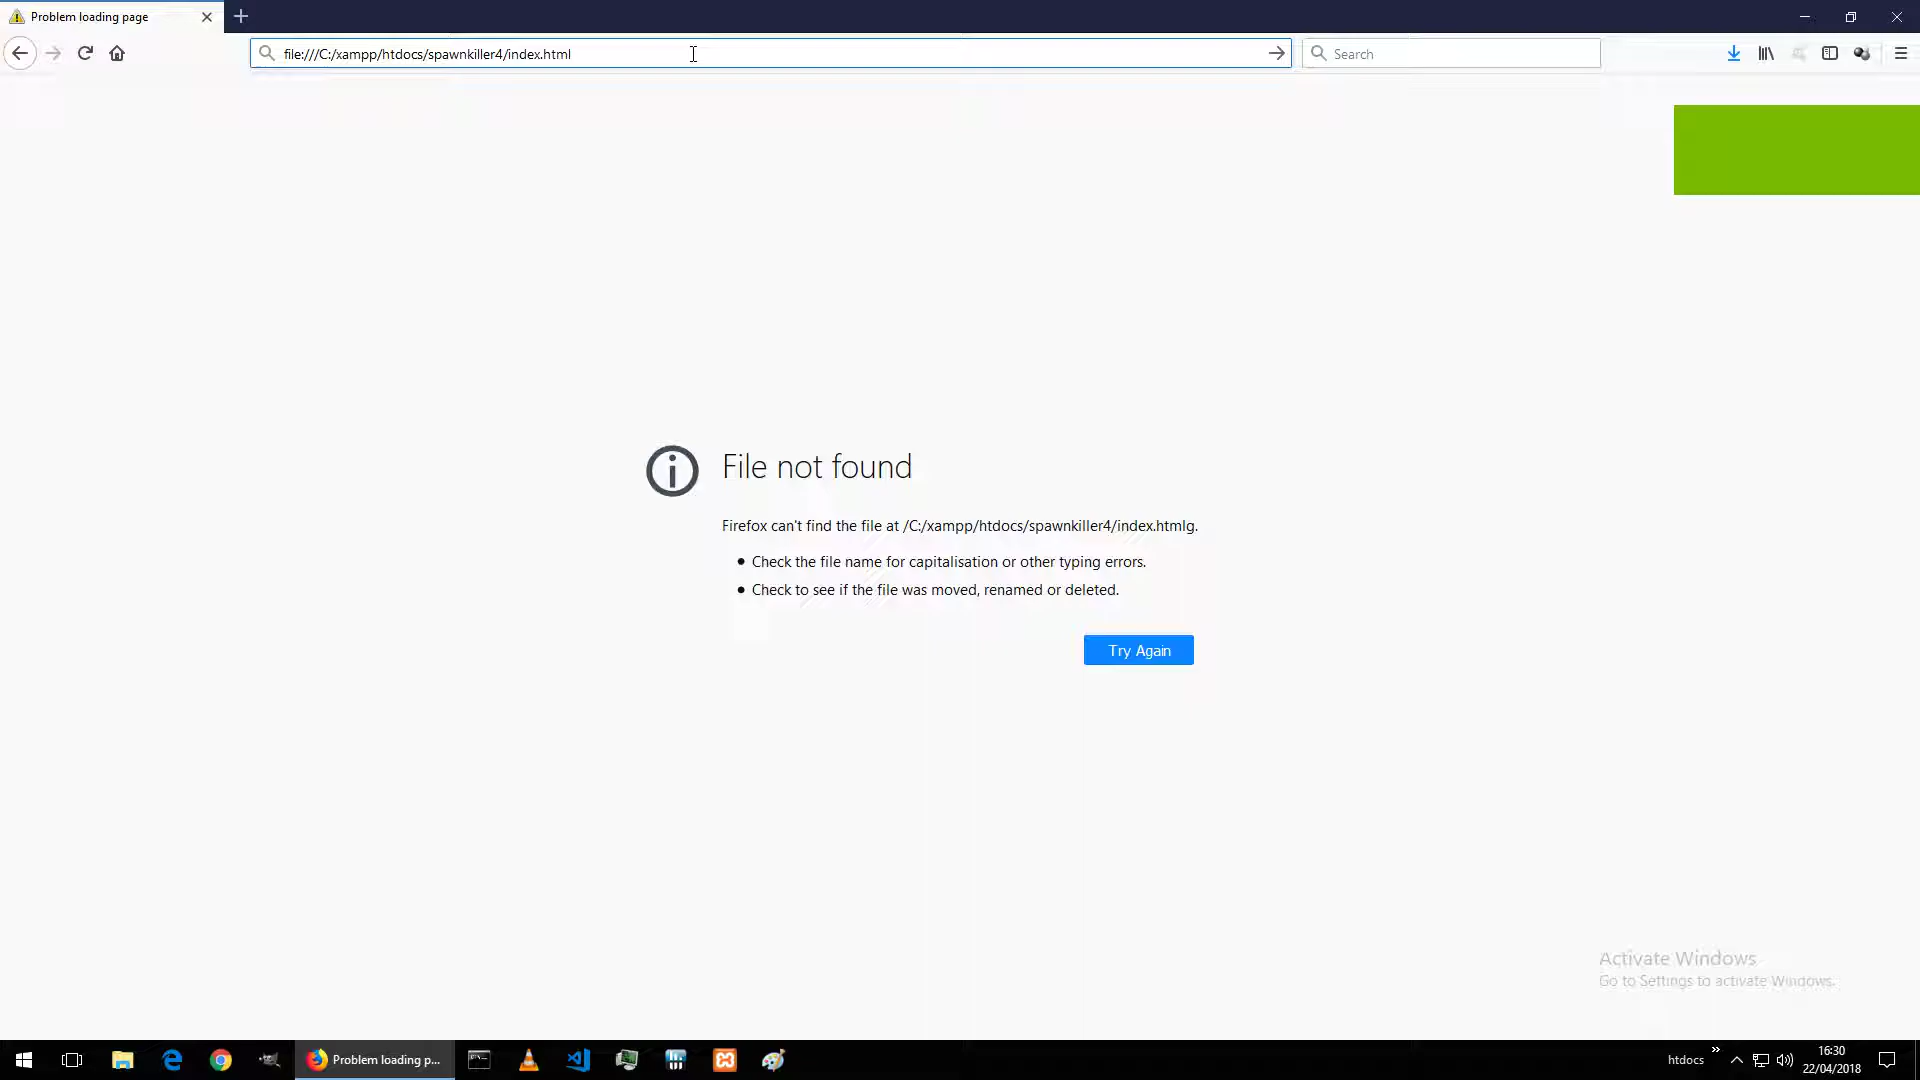 Problem loading page
file:///C:/xampp/htdocs/spawnkiller4/index.html
Search
File not found
Firefox can't find the file at /C:/xampp/htdocs/spawnkiller4/index.htmlg.
Check the file name for capitalisation or other typing errors.
Check to see if the file was moved, renamed or deleted.
Try Again
Activate Windows
Go to Settings to activate Windows.
Problem loading p...
htdocs
16:30
22/04/2018